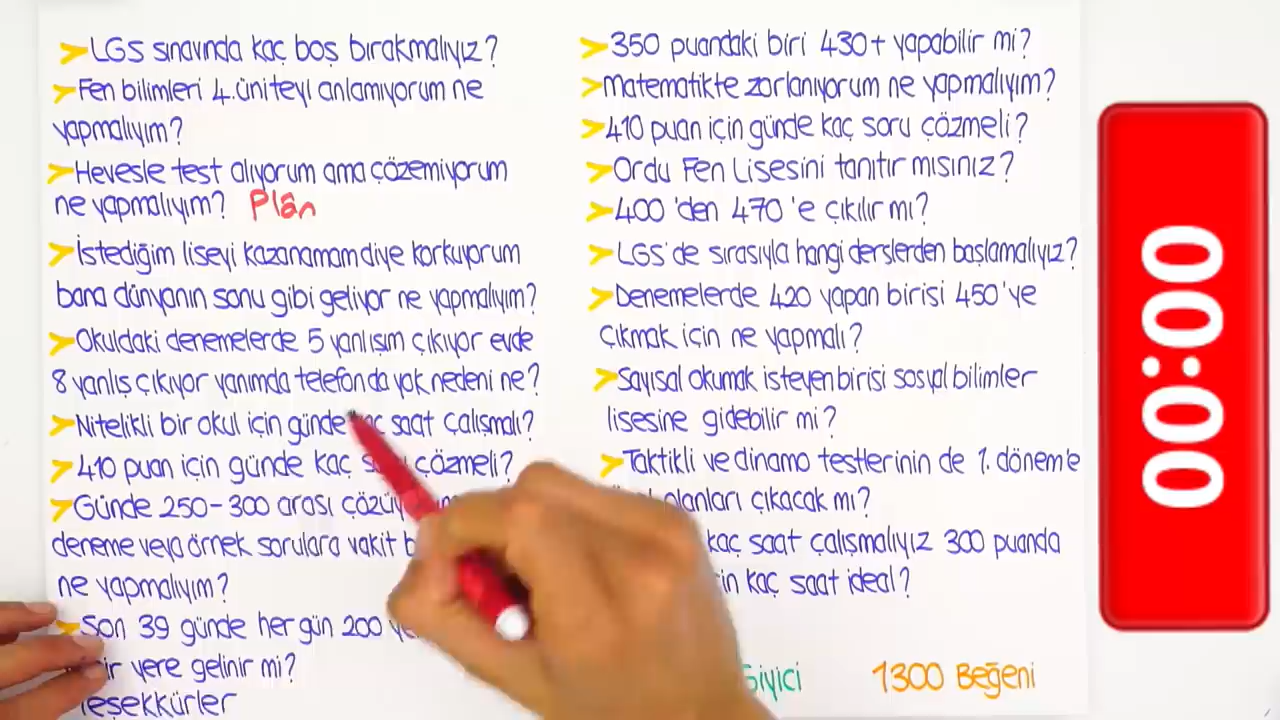 ➤LGS sınavında kaç boş bırakmalıyız?
➤Fen bilimleri 4.üniteyi anlamıyorum ne
yapmalıyım?
➤Hevesle test alıyorum ama çözemiyorum
ne yapmalıyım? Plân
➤İstediğim liseyi kazanamam diye korkuyorum
bana dünyanın sonu gibi geliyor ne yapmalıyım?
➤Okuldaki denemelerde 5 yanlışım çıkıyor evde
8 yanlış çıkıyor yanımda telefonda yok nedeni ne?
➤Nitelikli bir okul için günde saat çalışmalı?
➤410 puan için günde kaç çözmeli?
➤Günde 250-300 arası
deneme veya örnek sorulara vakit
ne yapmalıyım?
➤Son 39 günde her gün 200
yere gelinir mi?
Teşekkürler
➤350 puandaki biri 430+ yapabilir mi?
➤Matematikte zorlanıyorum ne yapmalıyım?
➤410 puan için günde kaç soru çözmeli?
➤Ordu Fen Lisesini tanıtır mısınız?
➤400'den 470'e çıkılır mı?
➤LGS'de sırasıyla hangi derslerden başlamalıyız?
➤Denemelerde 420 yapan birisi 450'ye
çıkmak için ne yapmalı?
➤Sayısal okumak isteyen birisi sosyal bilimler
lisesine gidebilir mi?
➤Taktikli ve dinamo testlerinin de 1. dönemle
olanları çıkacak mı?
kaç saat çalışmalıyız 300 puanda
kaç saat ideal?
1300 Beğeni
00:00